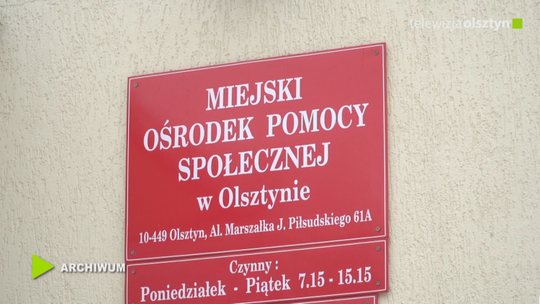 telewizjaolsztyn
MIEJSKI
OŚRODEK POMOCY
SPOŁECZNEJ
w Olsztynie
10-449 Olsztyn, Al. Marszałka J. Piłsudskiego 61A
Czynny :
Poniedziałek - Piątek 7.15 - 15.15
ARCHIWUM